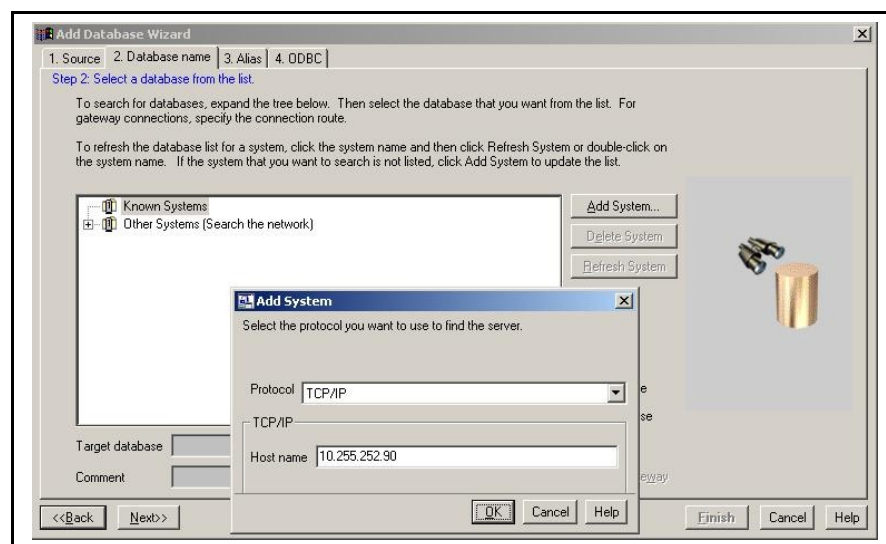 Add Database Wizard
1. Source 2. Database name 3. Alias 4. ODBC
Step 2: Select a database from the list.
To search for databases, expand the tree below. Then select the database that you want from the list. For
gateway connections, specify the connection route.
To refresh the database list for a system, click the system name and then click Refresh System or double-click on
the system name. If the system that you want to search is not listed, click Add System to update the list.
Known Systems
Other Systems (Search the network)
Add System...
Delete System
Refresh System
Add System
Select the protocol you want to use to find the server.
Protocol TCP/IP
TCP/IP
Host name 10.255.252.90
OK Cancel Help
Target database
Comment
<<Back Next>> Finish Cancel Help